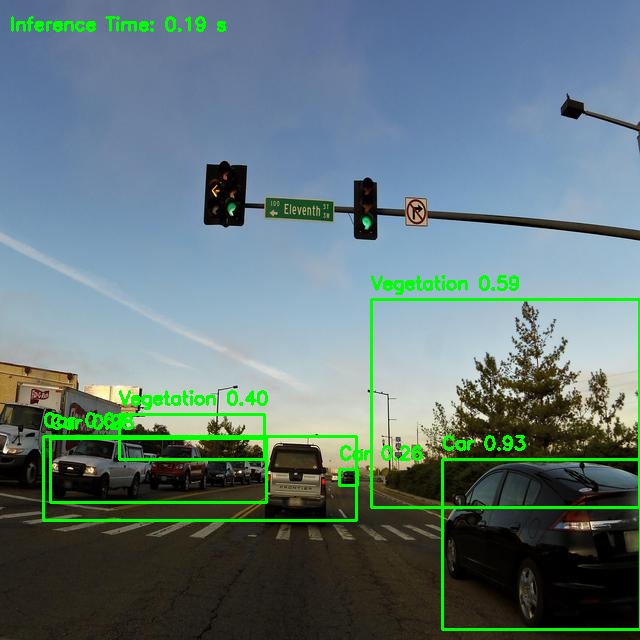 Inference Time: 0.19 s
100 Eleventh ST SW
Vegetation 0.59
Vegetation 0.40
Car 0.28
Car 0.93
FRONTIER